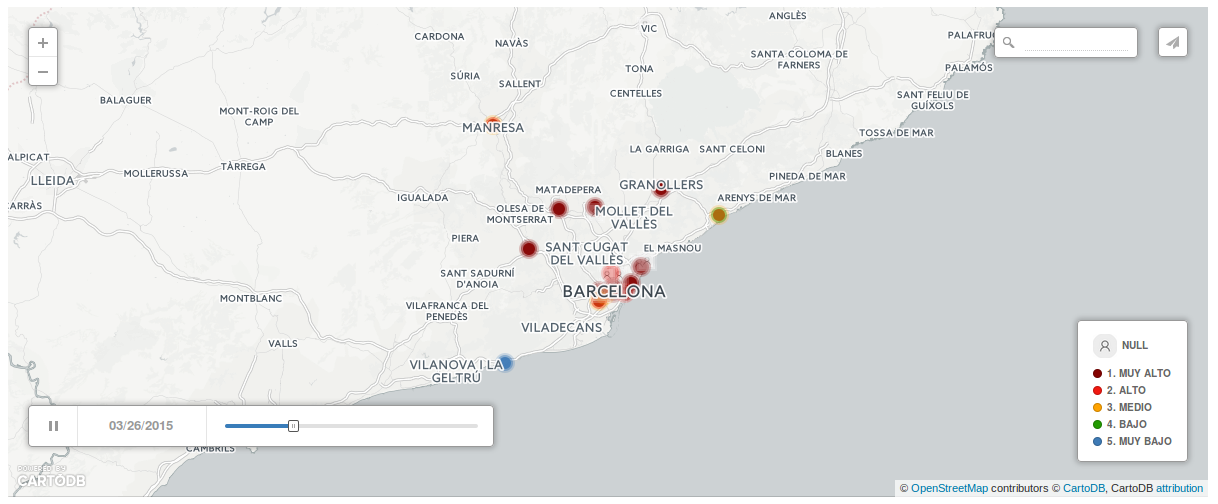 +
−
CARDONA
NAVÀS
VIC
ANGLÈS
PALAFRUG
SÚRIA
SALLENT
TONA
SANTA COLOMA DE
FARNERS
PALAMÓS
BALAGUER
MONT-ROIG DEL
CAMP
CENTELLES
SANT FELIU DE
GUÍXOLS
MANRESA
TOSSA DE MAR
ALPICAT
TÀRREGA
LA GARRIGA
SANT CELONI
BLANES
LLEIDA
MOLLERUSSA
PINEDA DE MAR
MATADEPERA
GRANOLLERS
IGUALADA
ARENYS DE MAR
CARRÀS
OLESA DE
MONTSERRAT
MOLLET DEL
VALLÈS
PIERA
SANT CUGAT
DEL VALLÈS
EL MASNOU
SANT SADURNÍ
D'ANOIA
BARCELONA
MONTBLANC
VILAFRANCA DEL
PENEDÈS
VILADECANS
VALLS
VILANOVA I LA
GELTRÚ
CAMBRILS
NULL
1. MUY ALTO
2. ALTO
3. MEDIO
4. BAJO
5. MUY BAJO
03/26/2015
POWERED BY
CARTODB
© OpenStreetMap contributors © CartoDB, CartoDB attribution